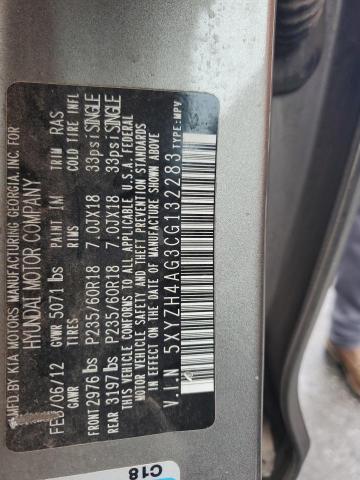 MFD.BY KIA MOTORS MANUFACTURING GEORGIA, INC. FOR
HYUNDAI MOTOR COMPANY
FEB/06/12 GVWR 5071 lbs PAINT IM TRIM RAS
GAWR TIRES RIMS COLD TIRE INFL
FRONT 2976 lbs P235/60R18 7.0JX18 33psi SINGLE
REAR 3197 lbs P235/60R18 7.0JX18 33psi SINGLE
THIS VEHICLE CONFORMS TO ALL APPLICABLE U.S.A. FEDERAL
MOTOR VEHICLE SAFETY AND THEFT PREVENTION STANDARDS
IN EFFECT ON THE DATE OF MANUFACTURE SHOWN ABOVE
V.I.N 5XYZH4AG3CG132283 TYPE:MPV
C18